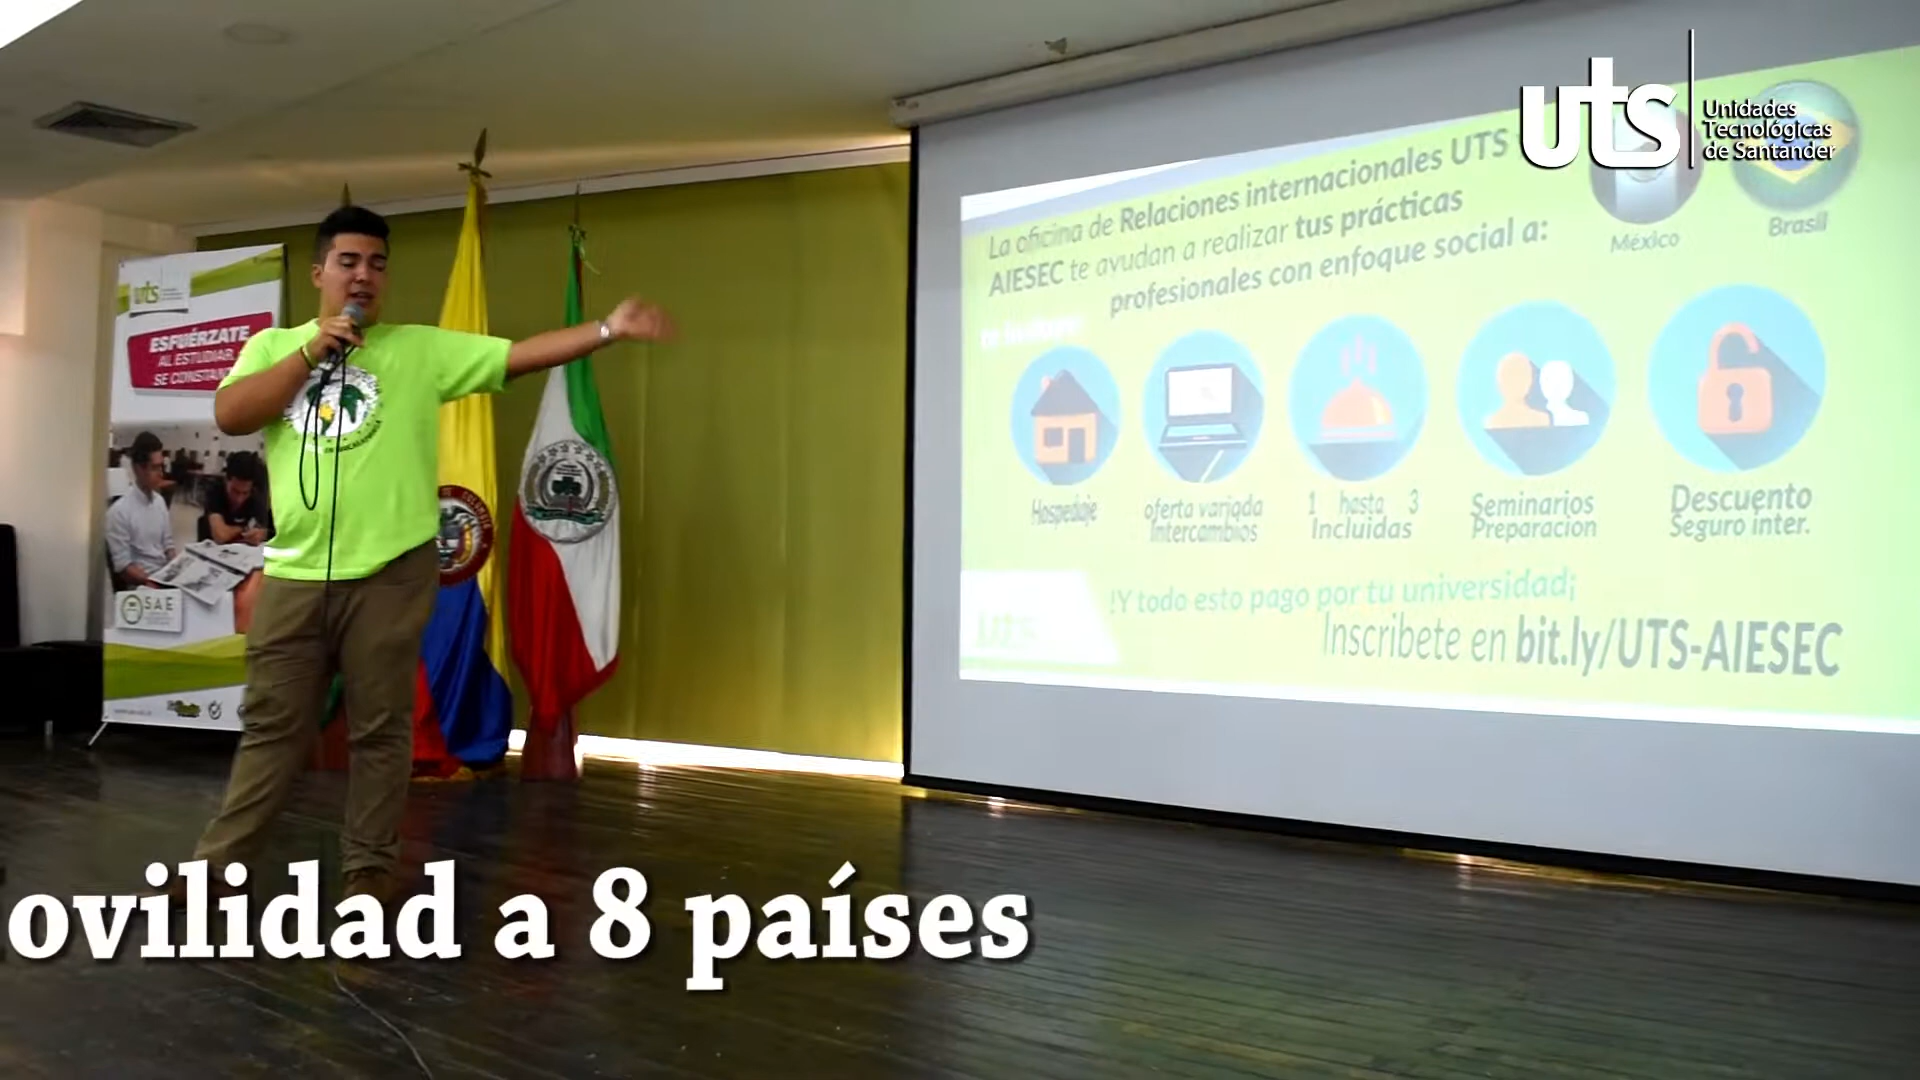 uts
Unidades
Tecnológicas
de Santander
La oficina de Relaciones internacionales UTS
AIESEC te ayudan a realizar tus prácticas
profesionales con enfoque social a:
México
Brasil
Hospedaje
oferta variada
Intercambios
1 hasta 3
Incluidas
Seminarios
Preparacion
Descuento
Seguro inter.
!Y todo esto pago por tu universidad¡
Inscribete en bit.ly/UTS-AIESEC
uts
uts
ESFUÉRZATE
AL ESTUDIAR,
SE CONSTAN
SAE
ovilidad a 8 países